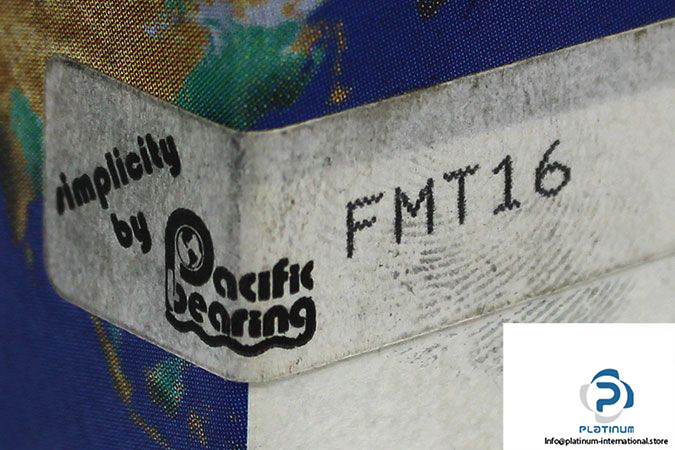 simplicity
by
Pacific
bearing
FMT16
PLATINUM
Info@platinum-international.store